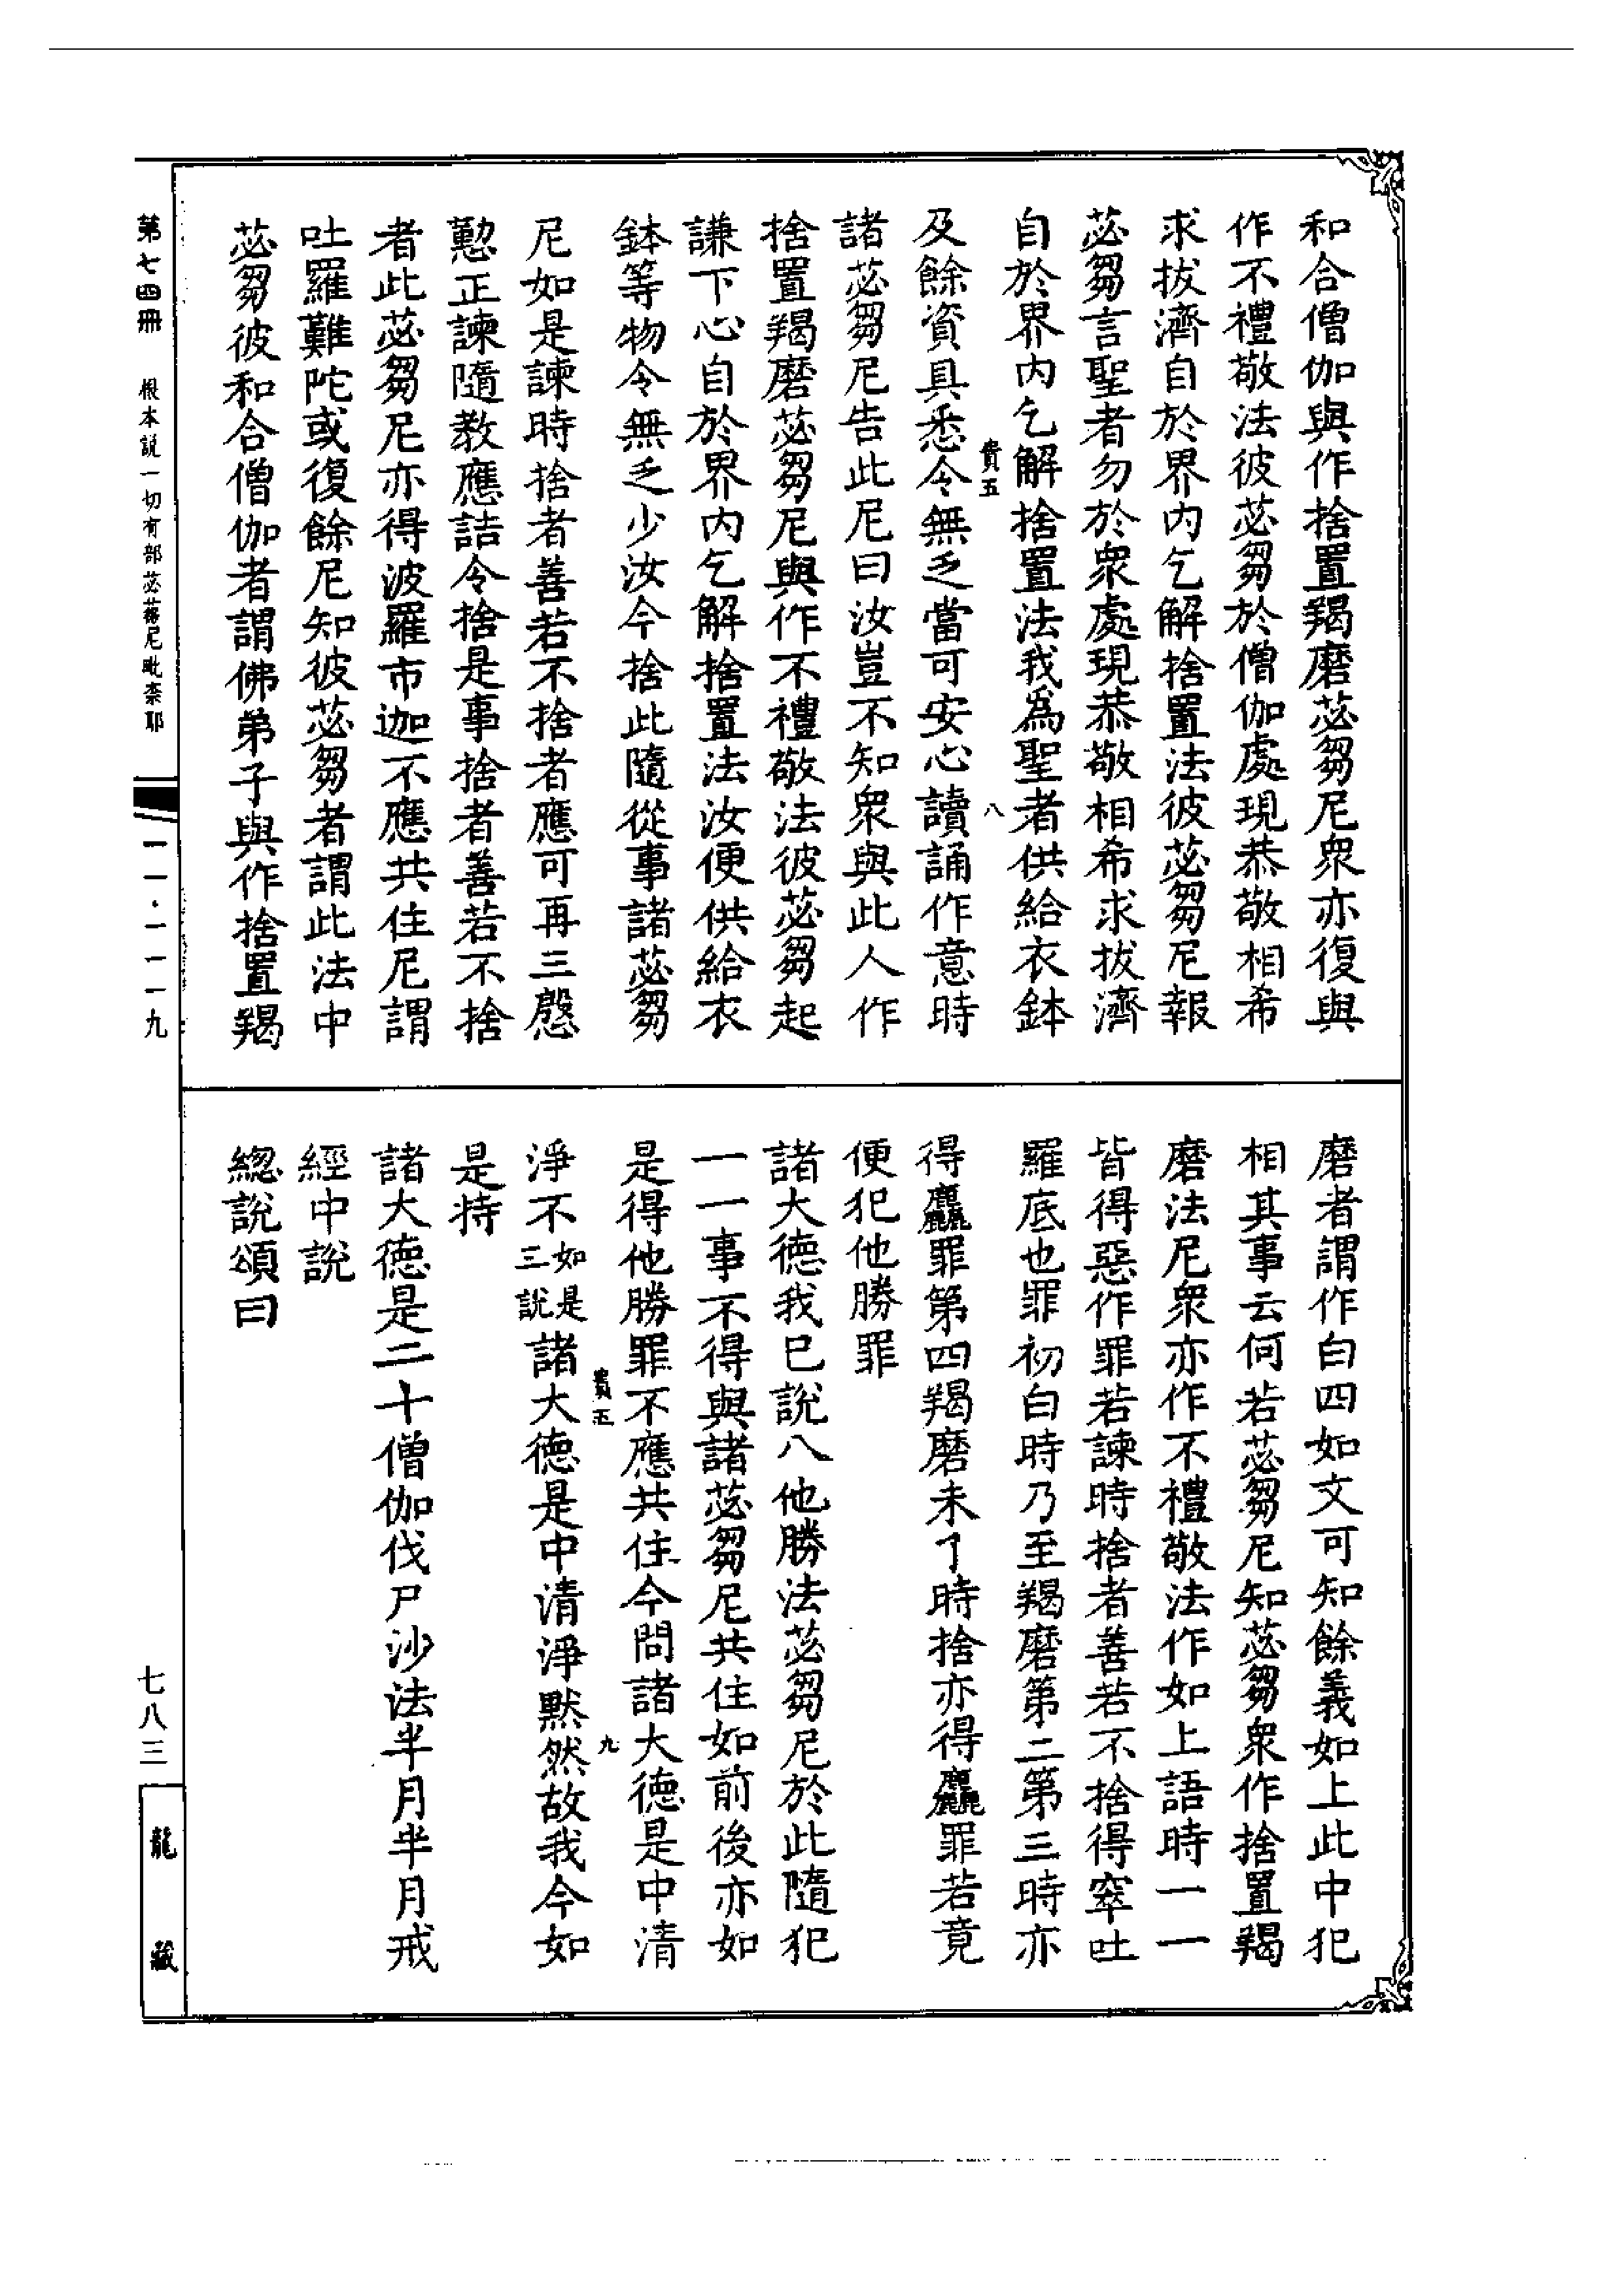 和合僧伽與作捨置羯磨苾芻尼眾亦復與
作不禮敬法彼苾芻於僧伽處現恭敬相希
求拔濟自於界內乞解捨置法彼苾芻尼報
苾芻言聖者勿於眾處現恭敬相希求拔濟
自於界內乞解捨置法我爲聖者供給衣鉢
貴五
八
及餘資具悉令無乏當可安心讀誦作意時
諸苾芻尼告此尼曰汝豈不知眾與此人作
捨置羯磨苾芻尼與作不禮敬法彼苾芻起
謙下心自於界內乞解捨置法汝便供給衣
鉢等物令無乏少汝今捨此隨從事諸苾芻
尼如是諫時捨者善若不捨者應可再三慇
懃正諫隨教應詰令捨是事捨者善若不捨
者此苾芻尼亦得波羅市迦不應共住尼謂
吐羅難陀或復餘尼知彼苾芻者謂此法中
苾芻彼和合僧伽者謂佛弟子與作捨置羯
磨者謂作白四如文可知餘義如上此中犯
相其事云何若苾芻尼知苾芻眾作捨置羯
磨法尼眾亦作不禮敬法作如上語時一一
皆得惡作罪若諫時捨者善若不捨得窣吐
羅底也罪初白時乃至羯磨第二第三時亦
得麤罪第四羯磨未了時捨亦得麤罪若竟
便犯他勝罪
諸大德我已說八他勝法苾芻尼於此隨犯
一一事不得與諸苾芻尼共住如前後亦如
是得他勝罪不應共住今問諸大德是中清
貴五
九
淨不如是三說諸大德是中清淨默然故我今如
是持
諸大德是二十僧伽伐尸沙法半月半月戒
經中說
總說頌曰
第七四冊
根本說一切有部苾蒭尼毗奈耶
一一·一一一九
七八三
龍藏